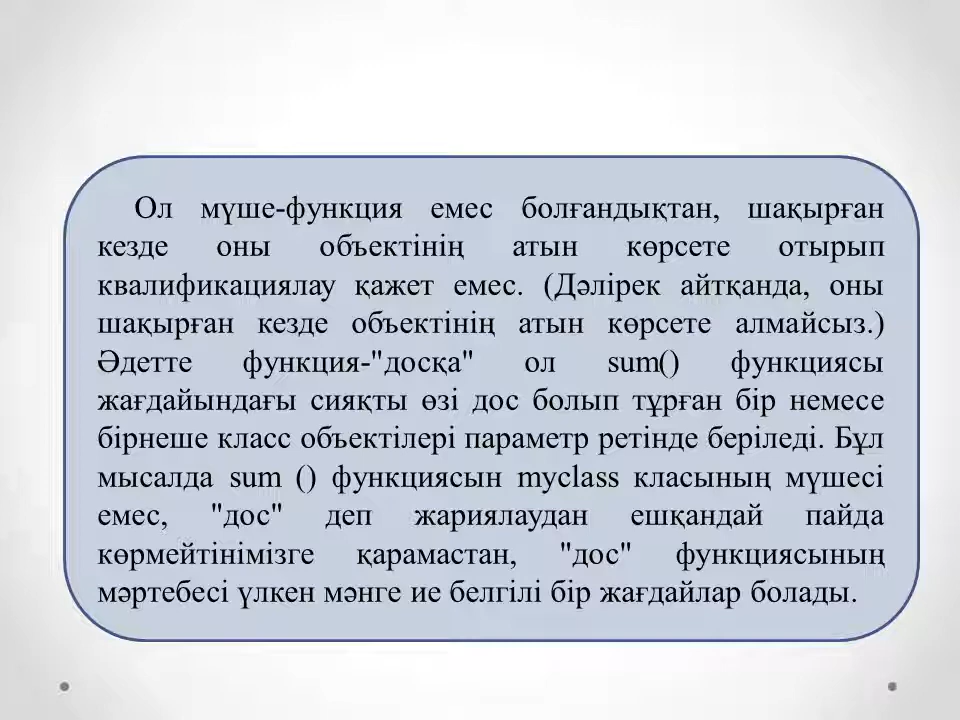 Ол мүше-функция емес болғандықтан, шақырған
кезде оны объектінің атын көрсете отырып
квалификациялау қажет емес. (Дәлірек айтқанда, оны
шақырған кезде объектінің атын көрсете алмайсыз.)
Әдетте функция-"досқа" ол sum() функциясы
жағдайындағы сияқты өзі дос болып тұрған бір немесе
бірнеше класс объектілері параметр ретінде беріледі. Бұл
мысалда sum () функциясын myclass класының мүшесі
емес, "дос" деп жариялаудан ешқандай пайда
көрмейтінімізге қарамастан, "дос" функциясының
мәртебесі үлкен мәнге ие белгілі бір жағдайлар болады.